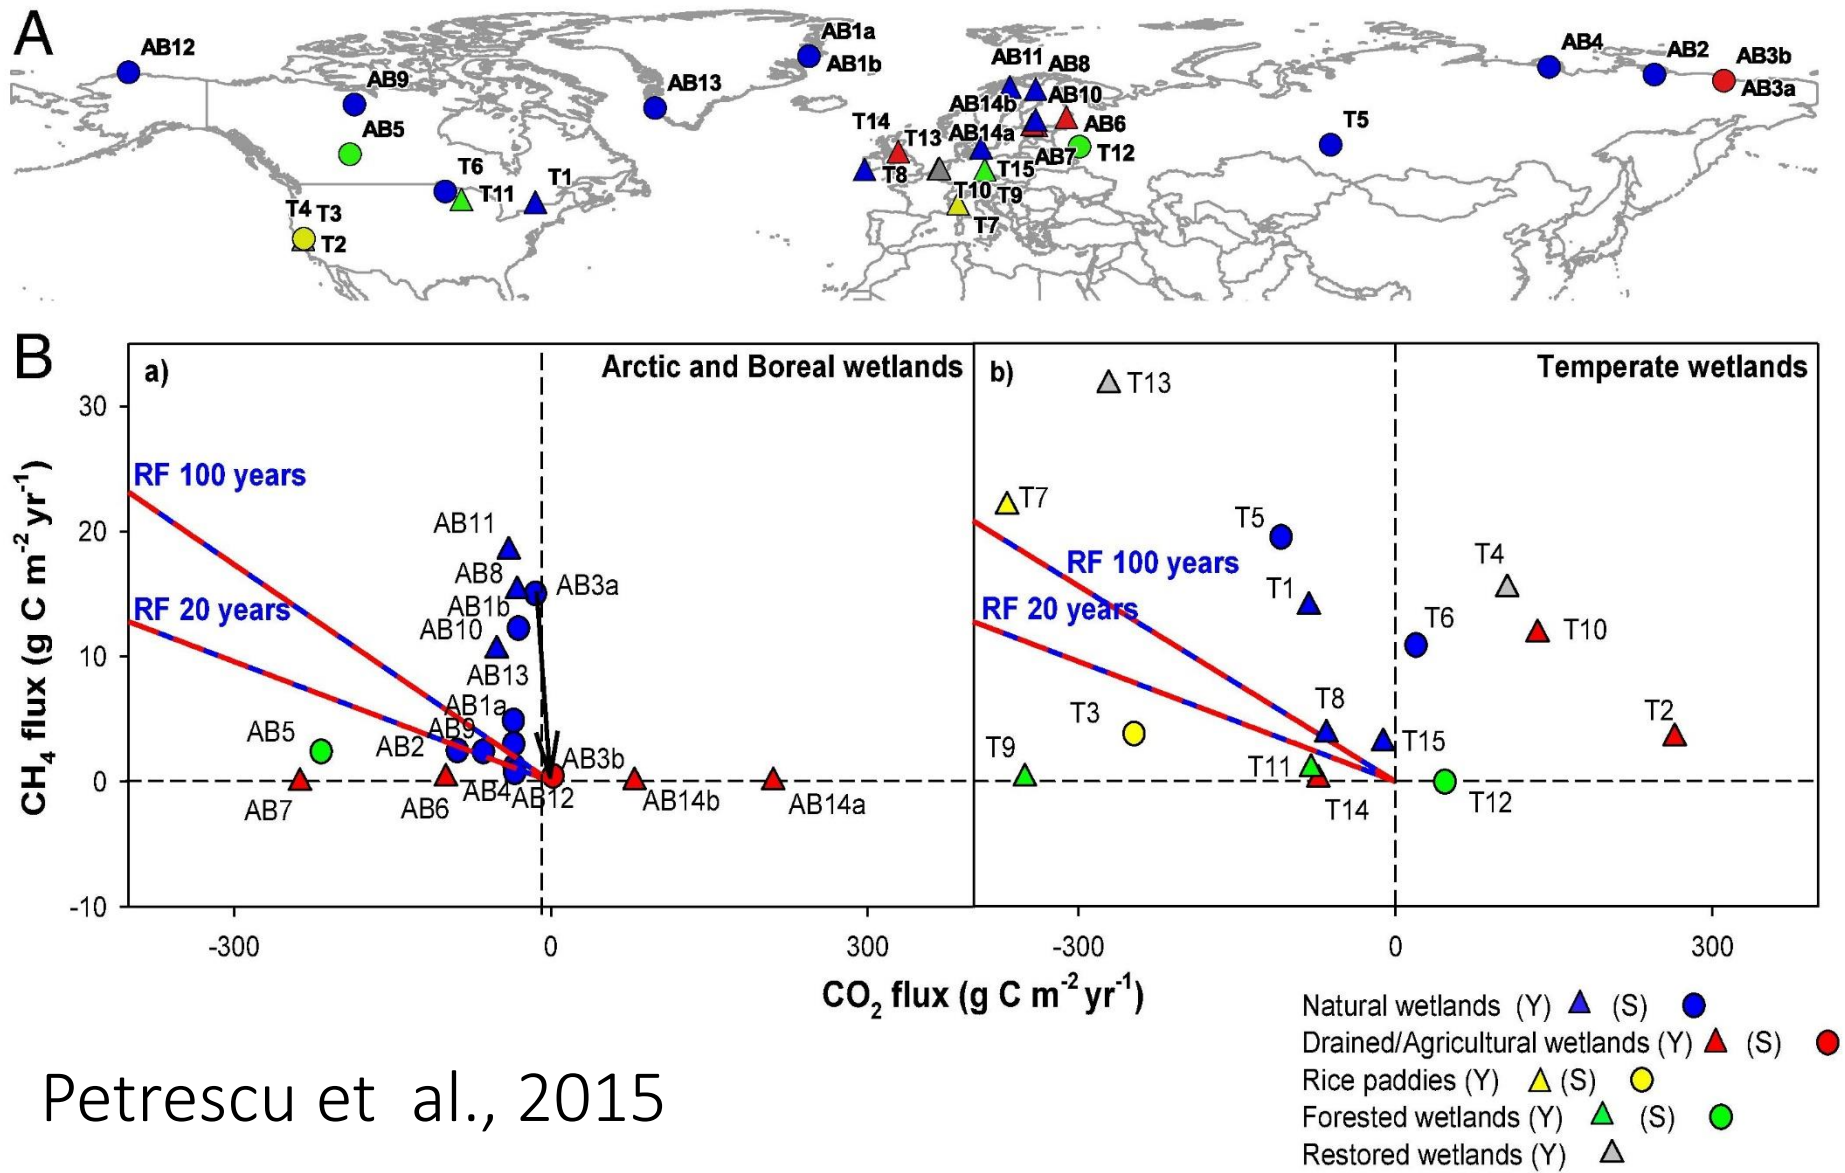 A
AB12
AB9
AB5
AB13
AB1a
AB1b
AB11
AB8
AB10
AB14b
AB14a
AB6
AB7
T12
T14
T13
T8
T15
T10
T9
T7
T6
T11
T1
T4
T3
T2
T5
AB4
AB2
AB3b
AB3a
B
a)
Arctic and Boreal wetlands
RF 100 years
RF 20 years
AB11
AB8
AB3a
AB1b
AB10
AB13
AB1a
AB9
AB5
AB2
AB3b
AB7
AB6
AB4
AB12
AB14b
AB14a
b)
Temperate wetlands
T13
T7
RF 100 years
RF 20 years
T5
T1
T4
T6
T10
T8
T3
T2
T15
T9
T11
T14
T12
30
20
10
0
-10
CH4 flux (g C m-2 yr-1)
-300
0
300
-300
0
300
CO2 flux (g C m-2 yr-1)
Natural wetlands (Y) (S)
Drained/Agricultural wetlands (Y) (S)
Rice paddies (Y) (S)
Forested wetlands (Y) (S)
Restored wetlands (Y)
Petrescu et al., 2015